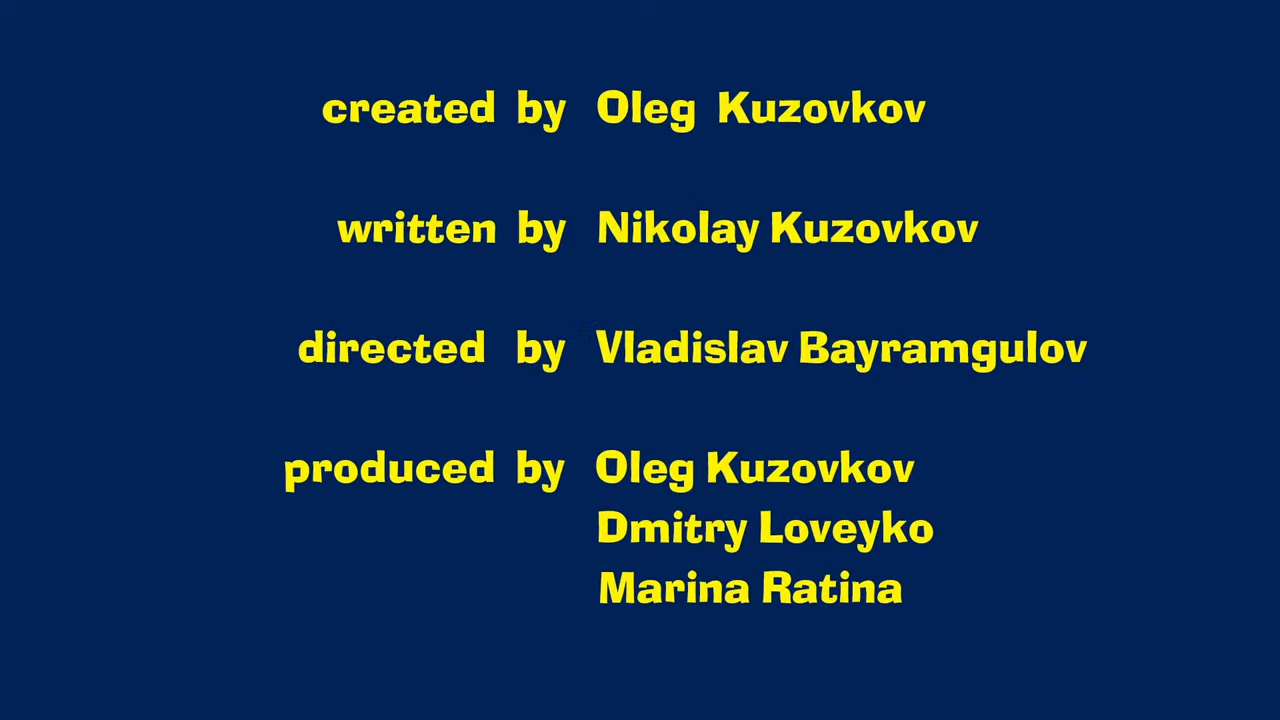 created by Oleg Kuzovkov
written by Nikolay Kuzovkov
directed by Vladislav Bayramgulov
produced by Oleg Kuzovkov
Dmitry Loveyko
Marina Ratina